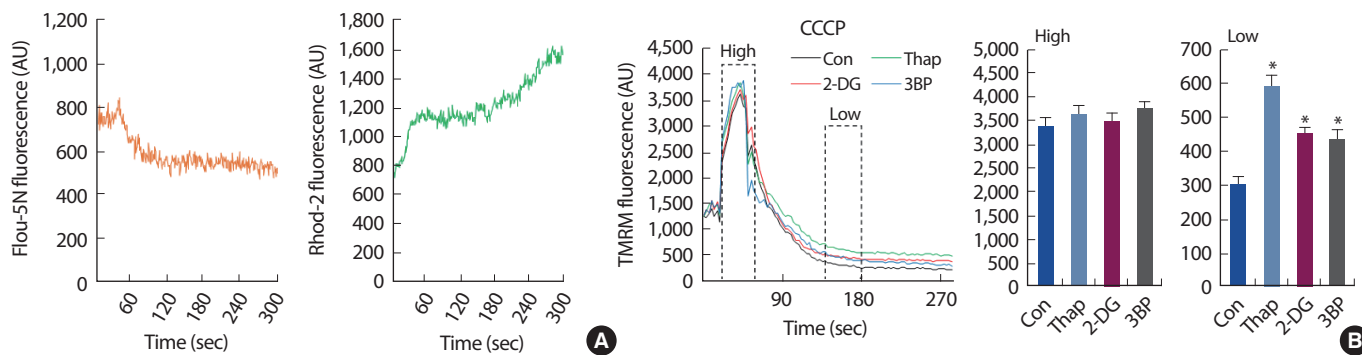 Flou-5N fluorescence (AU)
1,200
1,000
800
600
400
200
0
60
120
180
240
300
Time (sec)
Rhod-2 fluorescence (AU)
1,800
1,600
1,400
1,200
1,000
800
600
400
200
0
60
120
180
240
300
Time (sec)
A
TMRM fluorescence (AU)
4,500
4,000
3,500
3,000
2,500
2,000
1,500
1,000
500
0
CCCP
High
Con
Thap
2-DG
3BP
Low
90
180
270
Time (sec)
High
5,000
4,500
4,000
3,500
3,000
2,500
2,000
3,500
1,000
500
0
Con
Thap
2-DG
3BP
Low
700
600
500
400
300
200
100
0
*
*
*
Con
Thap
2-DG
3BP
B